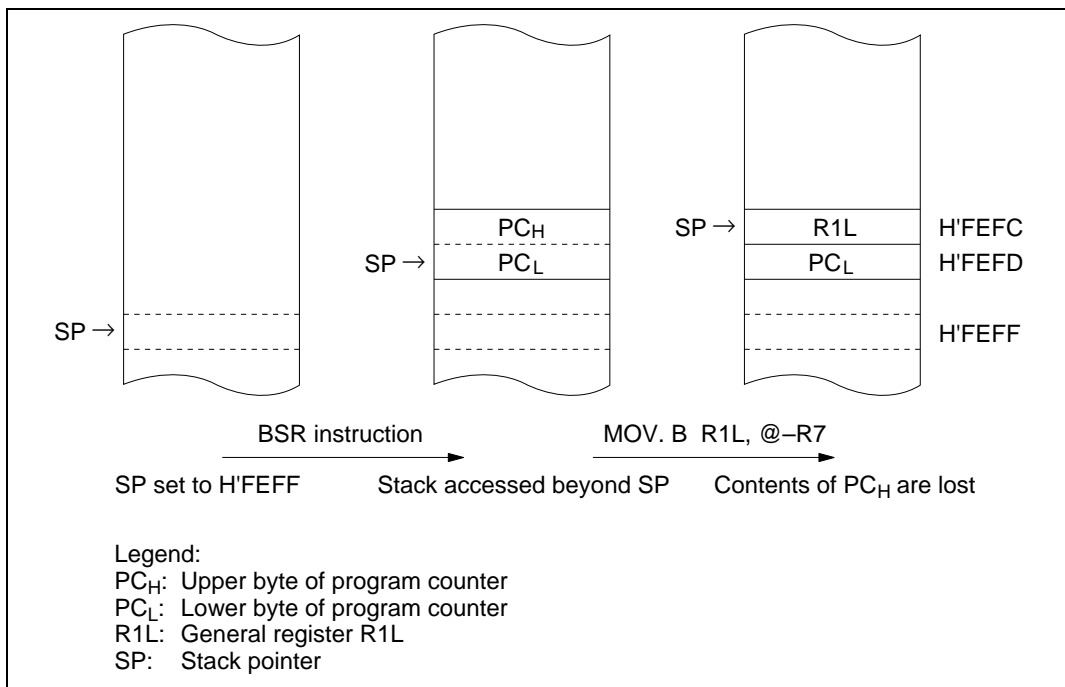 PCH
SP → R1L H'FEFC
SP → PCL PCL H'FEFD
SP → H'FEFF
BSR instruction MOV. B R1L, @–R7
SP set to H'FEFF Stack accessed beyond SP Contents of PCH are lost
Legend:
PCH: Upper byte of program counter
PCL: Lower byte of program counter
R1L: General register R1L
SP: Stack pointer